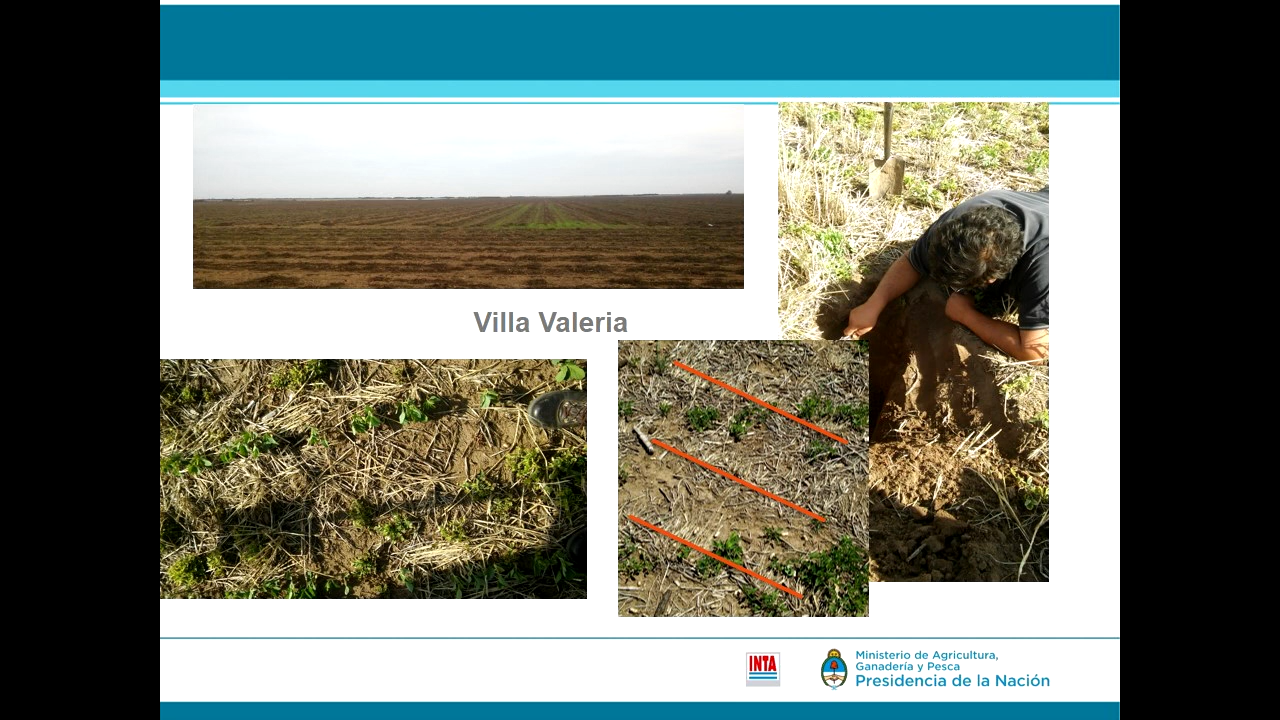 Villa Valeria
INTA
Ministerio de Agricultura,
Ganadería y Pesca
Presidencia de la Nación